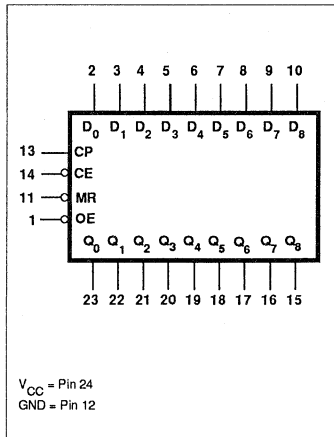 2 3 4 5 6 7 8 9 10
D0 D1 D2 D3 D4 D5 D6 D7 D8
13 CP
14 CE
11 MR
1 OE
Q0 Q1 Q2 Q3 Q4 Q5 Q6 Q7 Q8
23 22 21 20 19 18 17 16 15
VCC = Pin 24
GND = Pin 12